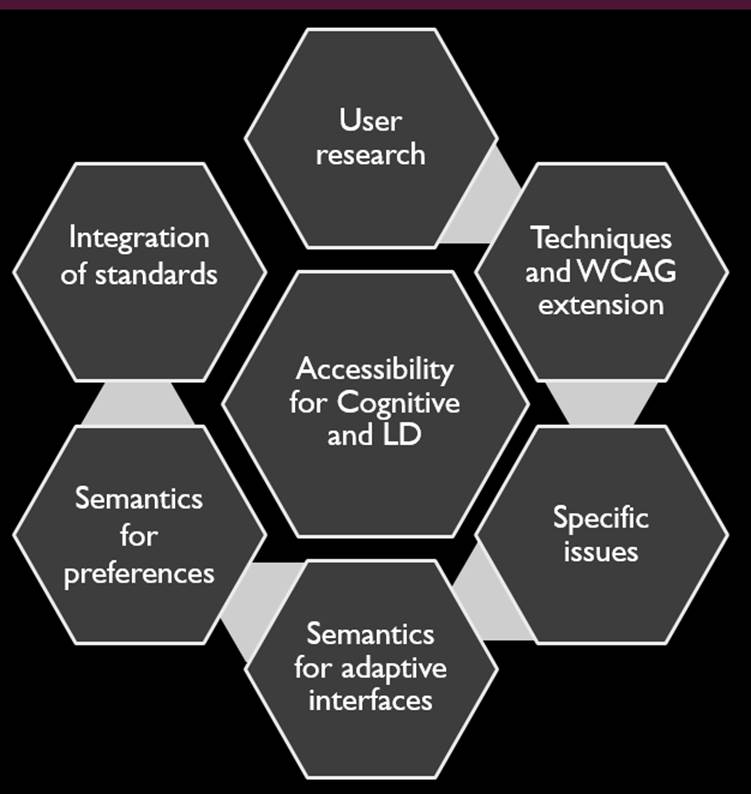 User
research
Techniques
and WCAG
extension
Specific
issues
Semantics
for adaptive
interfaces
Semantics
for
preferences
Integration
of standards
Accessibility
for Cognitive
and LD